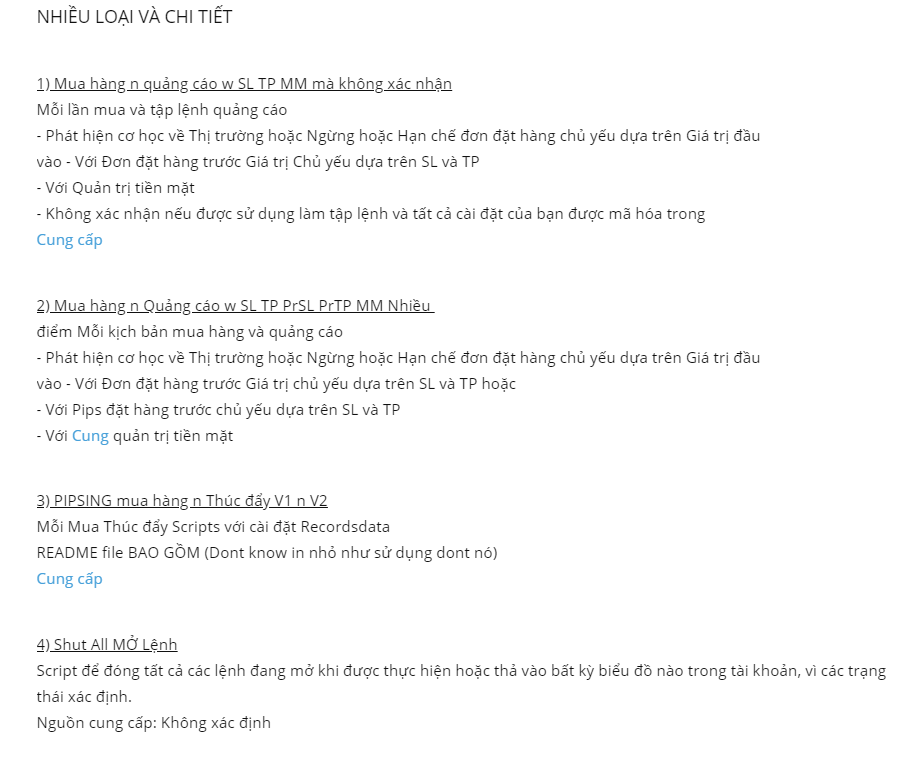 NHIỀU LOẠI VÀ CHI TIẾT
1) Mua hàng n quảng cáo w SL TP MM mà không xác nhận
Mỗi lần mua và tập lệnh quảng cáo
- Phát hiện cơ học về Thị trường hoặc Ngừng hoặc Hạn chế đơn đặt hàng chủ yếu dựa trên Giá trị đầu
vào - Với Đơn đặt hàng trước Giá trị Chủ yếu dựa trên SL và TP
- Với Quản trị tiền mặt
- Không xác nhận nếu được sử dụng làm tập lệnh và tất cả cài đặt của bạn được mã hóa trong
Cung cấp
2) Mua hàng n Quảng cáo w SL TP PrSL PrTP MM Nhiều
điểm Mỗi kịch bản mua hàng và quảng cáo
- Phát hiện cơ học về Thị trường hoặc Ngừng hoặc Hạn chế đơn đặt hàng chủ yếu dựa trên Giá trị đầu
vào - Với Đơn đặt hàng trước Giá trị chủ yếu dựa trên SL và TP hoặc
- Với Pips đặt hàng trước chủ yếu dựa trên SL và TP
- Với Cung quản trị tiền mặt
3) PIPSING mua hàng n Thúc đẩy V1 n V2
Mỗi Mua Thúc đẩy Scripts với cài đặt Recordsdata
README file BAO GỒM (Dont know in nhỏ như sử dụng dont nó)
Cung cấp
4) Shut All MỞ Lệnh
Script để đóng tất cả các lệnh đang mở khi được thực hiện hoặc thả vào bất kỳ biểu đồ nào trong tài khoản, vì các trạng
thái xác định.
Nguồn cung cấp: Không xác định